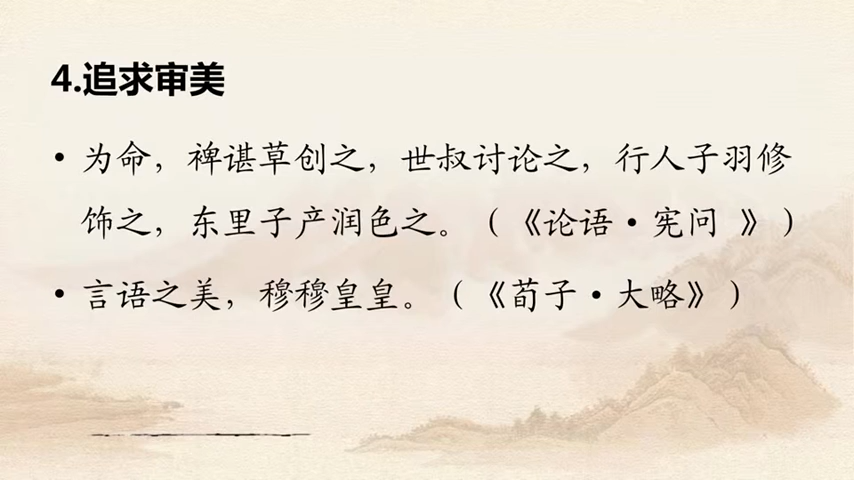 4.追求审美
• 为命，裨谌草创之，世叔讨论之，行人子羽修
饰之，东里子产润色之。（《论语•宪问 》）
• 言语之美，穆穆皇皇。（《荀子•大略》）